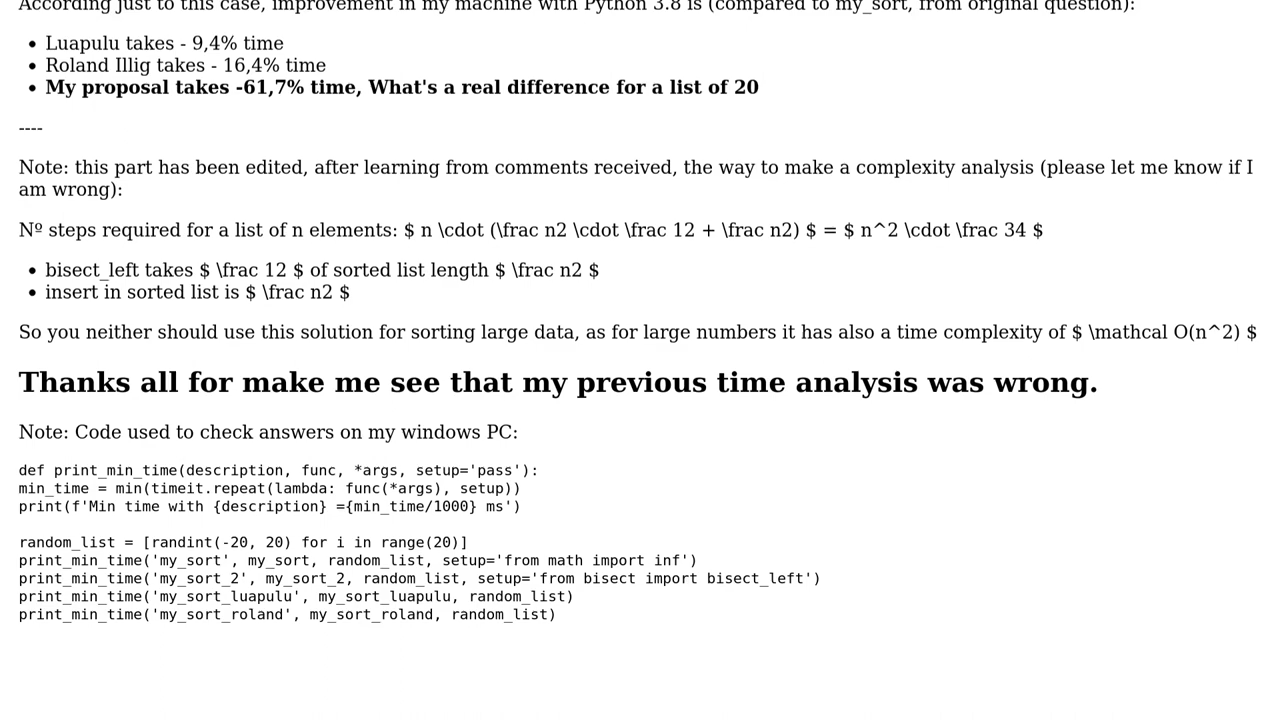 According just to this case, improvement in my machine with Python 3.8 is (compared to my_sort, from original question):
• Luapulu takes - 9,4% time
• Roland Illig takes - 16,4% time
• My proposal takes -61,7% time, What's a real difference for a list of 20
----
Note: this part has been edited, after learning from comments received, the way to make a complexity analysis (please let me know if I
am wrong):
Nº steps required for a list of n elements: $ n \cdot (\frac n2 \cdot \frac 12 + \frac n2) $ = $ n^2 \cdot \frac 34 $
• bisect_left takes $ \frac 12 $ of sorted list length $ \frac n2 $
• insert in sorted list is $ \frac n2 $
So you neither should use this solution for sorting large data, as for large numbers it has also a time complexity of $ \mathcal O(n^2) $
Thanks all for make me see that my previous time analysis was wrong.
Note: Code used to check answers on my windows PC:
def print_min_time(description, func, *args, setup='pass'):
min_time = min(timeit.repeat(lambda: func(*args), setup))
print(f'Min time with {description} ={min_time/1000} ms')
random_list = [randint(-20, 20) for i in range(20)]
print_min_time('my_sort', my_sort, random_list, setup='from math import inf')
print_min_time('my_sort_2', my_sort_2, random_list, setup='from bisect import bisect_left')
print_min_time('my_sort_luapulu', my_sort_luapulu, random_list)
print_min_time('my_sort_roland', my_sort_roland, random_list)